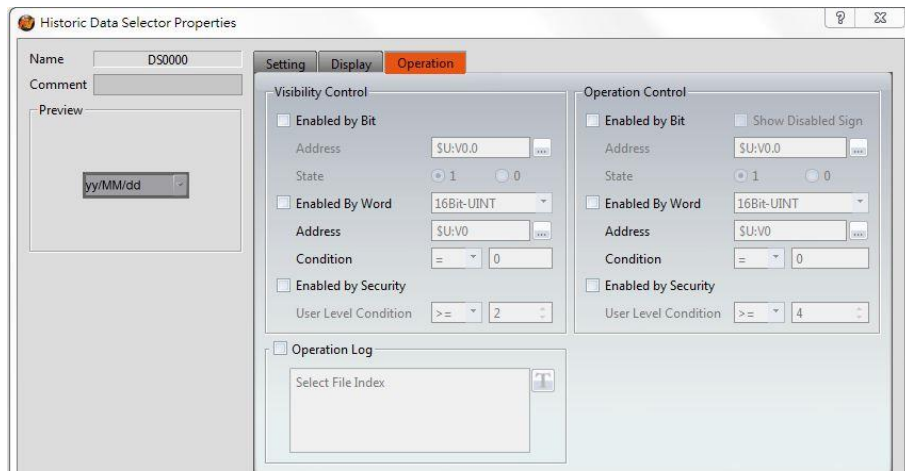 Historic Data Selector Properties
Name DS0000
Comment
Preview
yy/MM/dd
Setting Display Operation
Visibility Control
Enabled by Bit
Address $U:V0.0 ...
State 1 0
Enabled By Word 16Bit-UINT
Address $U:V0 ...
Condition = 0
Enabled by Security
User Level Condition >= 2
Operation Control
Enabled by Bit Show Disabled Sign
Address $U:V0.0 ...
State 1 0
Enabled By Word 16Bit-UINT
Address $U:V0 ...
Condition = 0
Enabled by Security
User Level Condition >= 4
Operation Log
Select File Index T